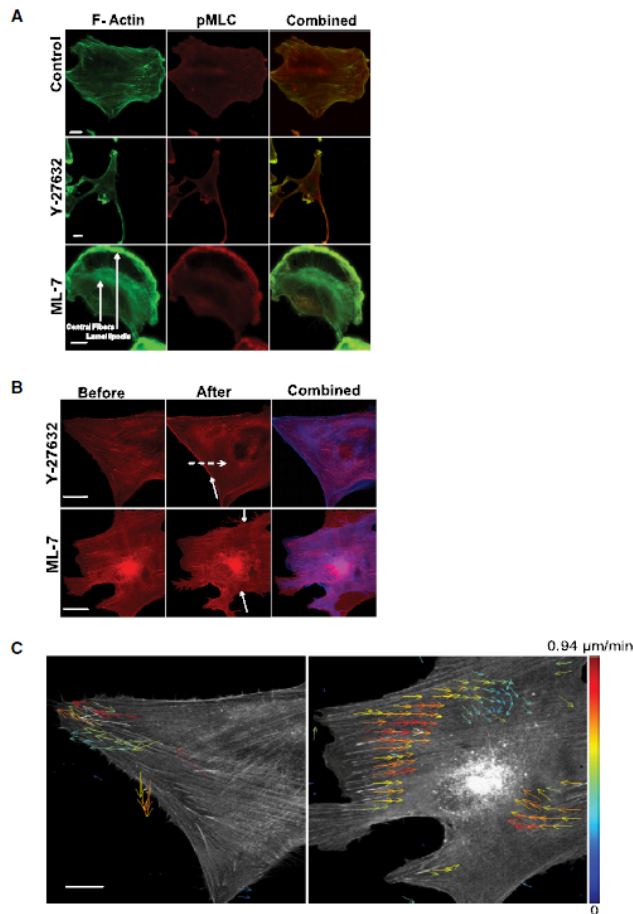 A
F- Actin pMLC Combined
Control
Y-27632
ML-7
Central Fibers
Lamellipodia
B
Before After Combined
Y-27632
ML-7
C
0.94 µm/min
0